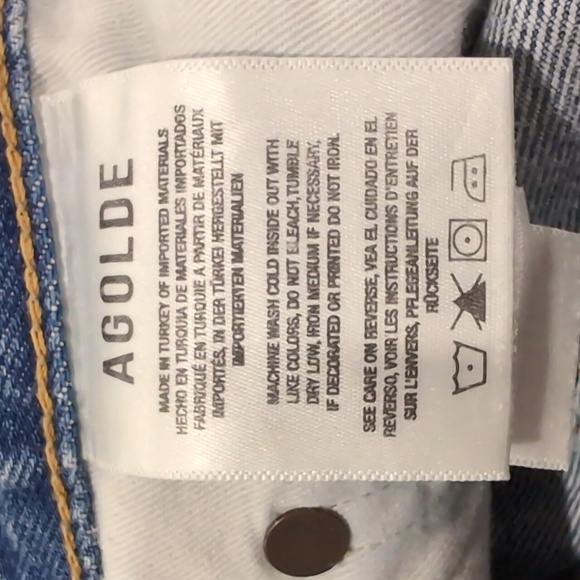 AGOLDE
MADE IN TURKEY OF IMPORTED MATERIALS
HECHO EN TURQUIA DE MATERIALES IMPORTADOS
FABRIQUÉ EN TURQUIE A PARTIR DE MATÉRIAUX
IMPORTÉS, IN DER TÜRKEI HERGESTELLT MIT
IMPORTIERTEN MATERIALIEN
MACHINE WASH COLD INSIDE OUT WITH
LIKE COLORS, DO NOT BLEACH, TUMBLE
DRY LOW, IRON MEDIUM IF NECESSARY,
IF DECORATED OR PRINTED DO NOT IRON.
SEE CARE ON REVERSE, VEA EL CUIDADO EN EL
REVERSO, VOIR LES INSTRUCTIONS D'ENTRETIEN
SUR L'ENVERS, PFLEGEANLEITUNG AUF DER
RÜCKSEITE